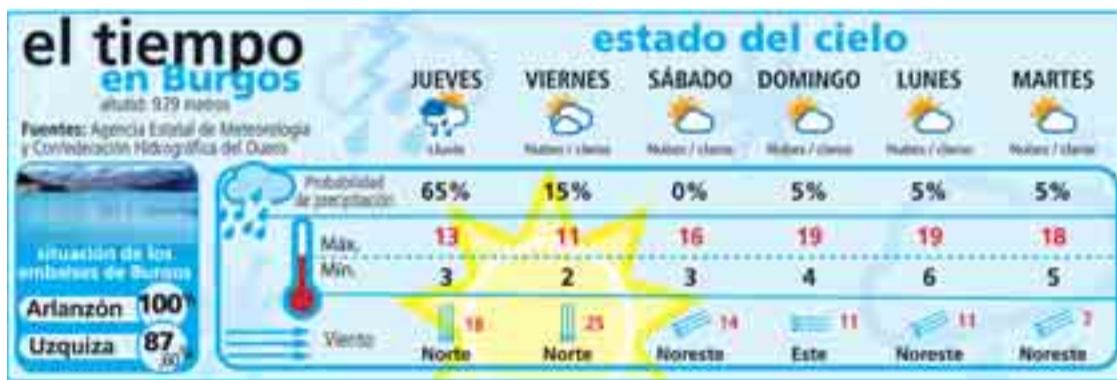 el tiempo
en Burgos
altitud: 929 metros
Fuentes: Agencia Estatal de Meteorología
y Confederación Hidrográfica del Duero
estado del cielo
JUEVES VIERNES SÁBADO DOMINGO LUNES MARTES
Lluvia Nubes / claros Nubes / claros Nubes / claros Nubes / claros Nubes / claros
Probabilidad
de precipitación 65% 15% 0% 5% 5% 5%
Máx. 13 11 16 19 19 18
Mín. 3 2 3 4 6 5
Viento 18 25 14 11 11 7
Norte Norte Noreste Este Noreste Noreste
situación de los
embalses de Burgos
Arlanzón 100%
Uzquiza 87